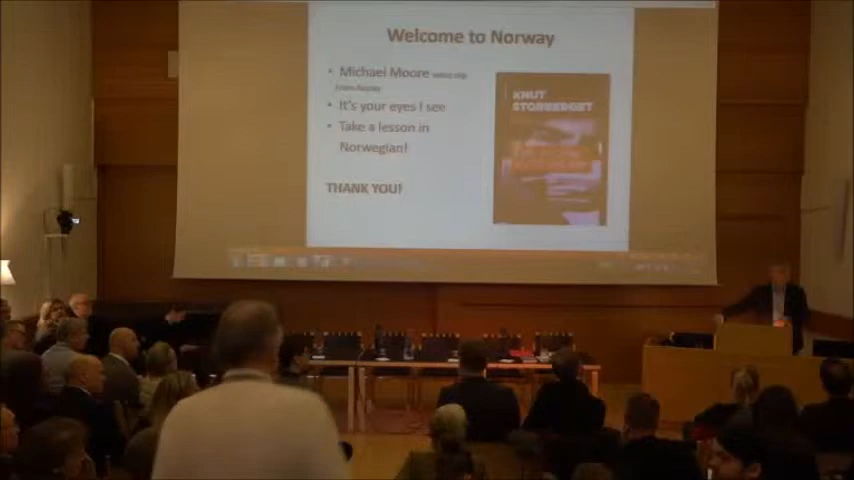 Welcome to Norway
• Michael Moore
• It's your eyes I see
• Take a lesson in
Norwegian!
THANK YOU!
KNUT
STORBERGET